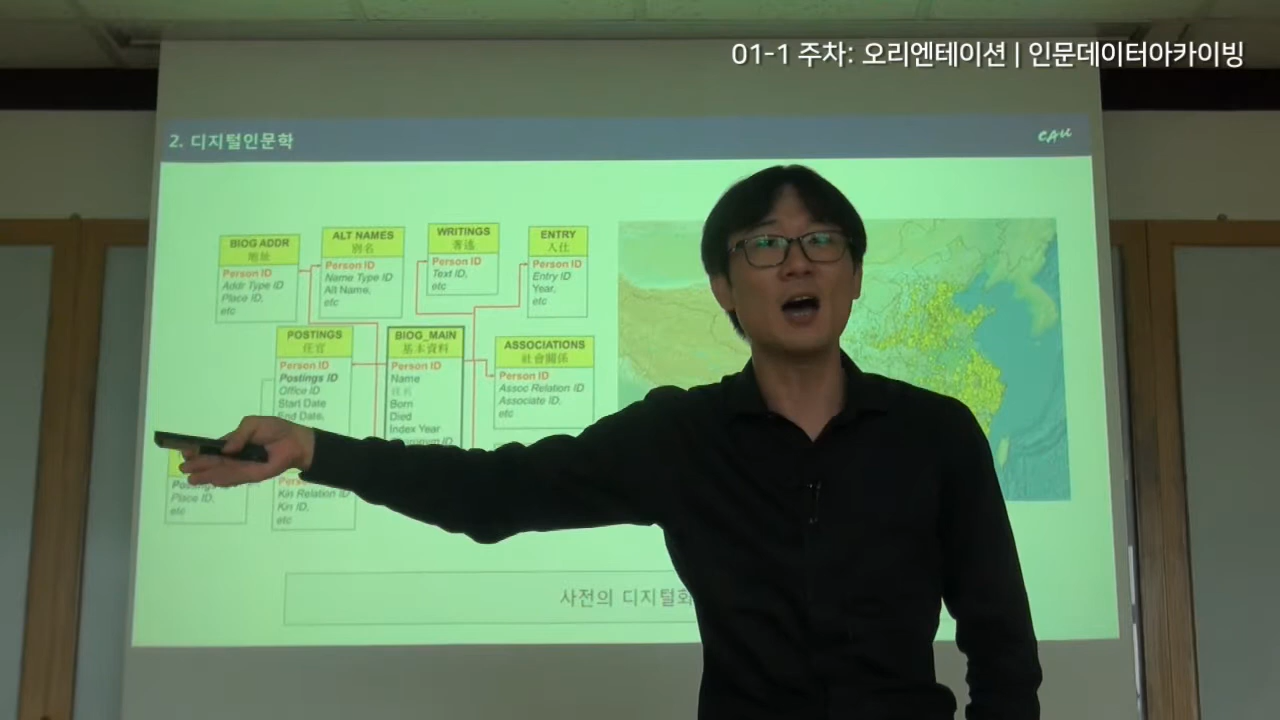 01-1 주차: 오리엔테이션 | 인문데이터아카이빙
2. 디지털인문학
CAU
BIOG ADDR
地址
Person ID
Addr Type ID
Place ID,
etc
ALT NAMES
別名
Person ID
Name Type ID
Alt Name,
etc
WRITINGS
著述
Person ID
Text ID,
etc
ENTRY
入仕
Person ID
Entry ID
Year,
etc
POSTINGS
任官
Person ID
Postings ID
Office ID
Start Date
End Date,
BIOG_MAIN
基本資料
Person ID
Name
姓名
Born
Died
Index Year
ASSOCIATIONS
社會關係
Person ID
Assoc Relation ID
Associate ID,
etc
Place ID,
etc
Kin Relation ID
Kin ID,
etc
사전의 디지털화